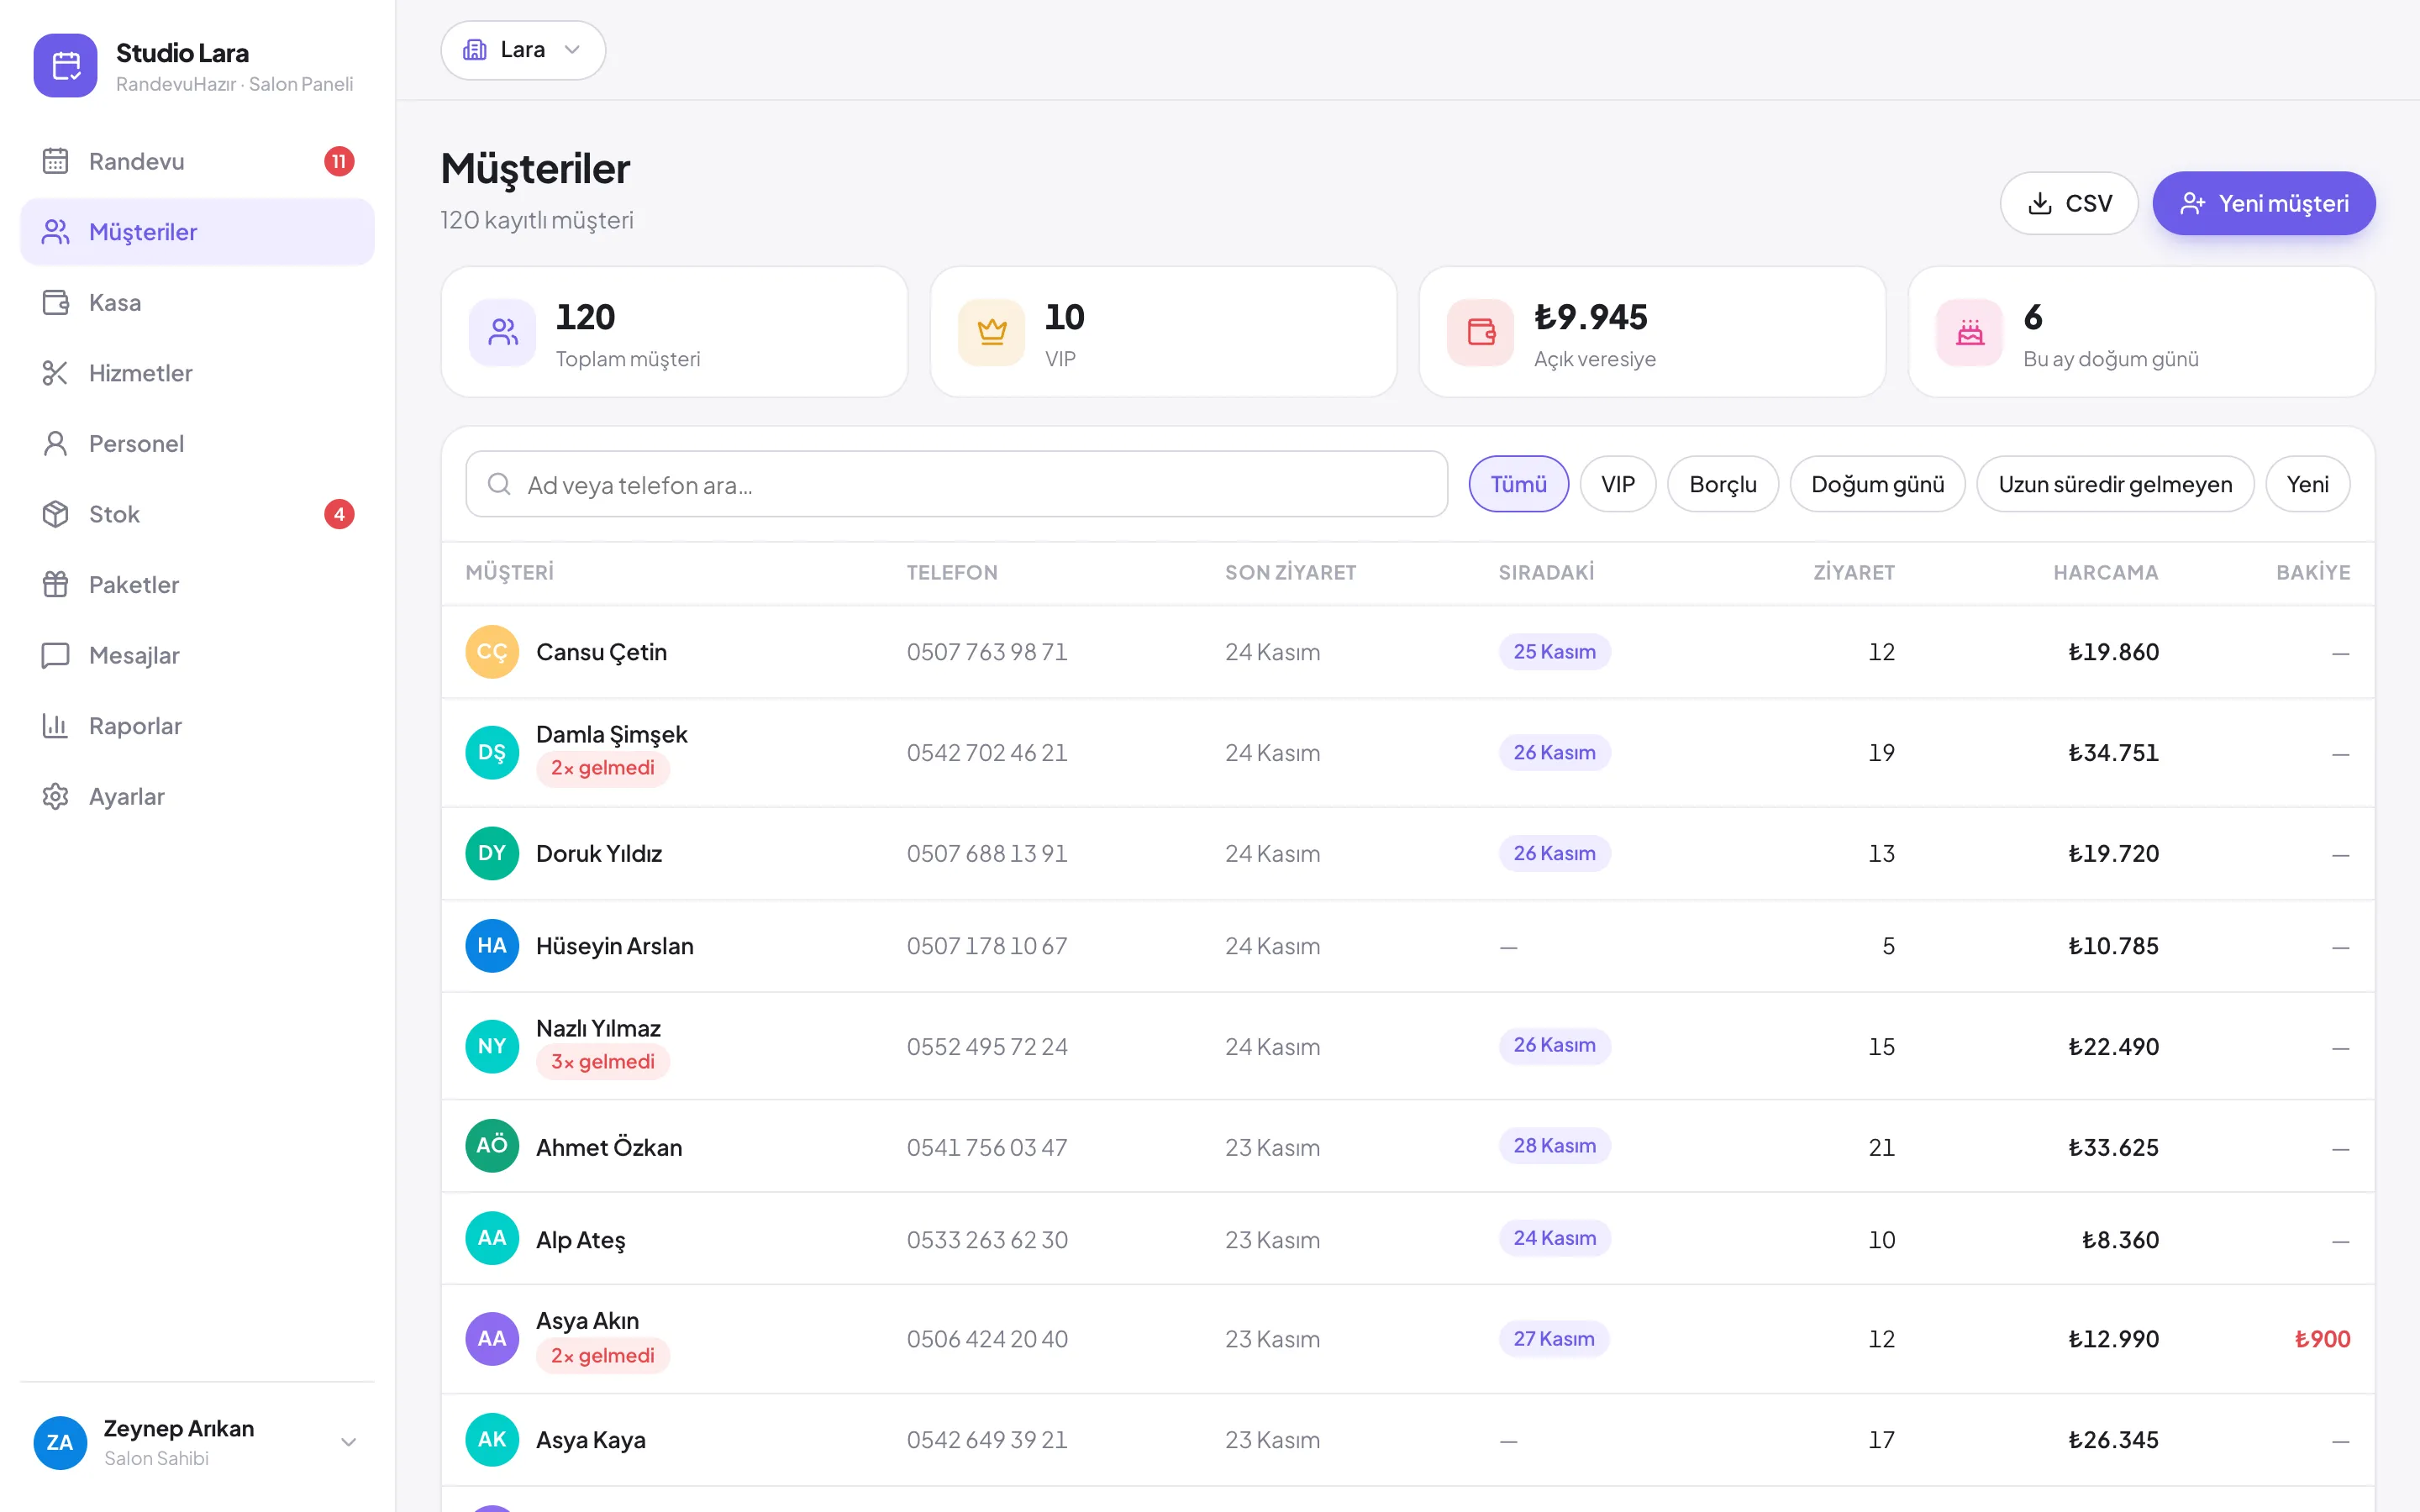 Studio Lara
RandevuHazır · Salon Paneli
Randevu 11
Müşteriler
Kasa
Hizmetler
Personel
Stok 4
Paketler
Mesajlar
Raporlar
Ayarlar
ZA Zeynep Arıkan
Salon Sahibi
Lara
Müşteriler
120 kayıtlı müşteri
CSV
Yeni müşteri
120
Toplam müşteri
10
VIP
₺9.945
Açık veresiye
6
Bu ay doğum günü
Ad veya telefon ara...
Tümü VIP Borçlu Doğum günü Uzun süredir gelmeyen Yeni
MÜŞTERİ TELEFON SON ZİYARET SIRADAKİ ZİYARET HARCAMA BAKİYE
CÇ Cansu Çetin 0507 763 98 71 24 Kasım 25 Kasım 12 ₺19.860 —
DŞ Damla Şimşek 0542 702 46 21 24 Kasım 26 Kasım 19 ₺34.751 —
2× gelmedi
DY Doruk Yıldız 0507 688 13 91 24 Kasım 26 Kasım 13 ₺19.720 —
HA Hüseyin Arslan 0507 178 10 67 24 Kasım — 5 ₺10.785 —
NY Nazlı Yılmaz 0552 495 72 24 24 Kasım 26 Kasım 15 ₺22.490 —
3× gelmedi
AÖ Ahmet Özkan 0541 756 03 47 23 Kasım 28 Kasım 21 ₺33.625 —
AA Alp Ateş 0533 263 62 30 23 Kasım 24 Kasım 10 ₺8.360 —
AA Asya Akın 0506 424 20 40 23 Kasım 27 Kasım 12 ₺12.990 ₺900
2× gelmedi
AK Asya Kaya 0542 649 39 21 23 Kasım — 17 ₺26.345 —